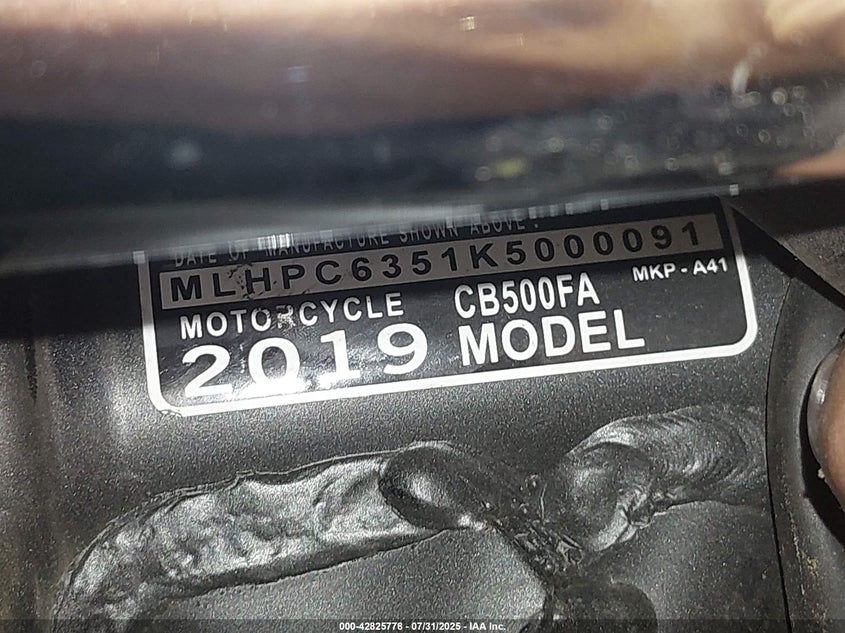 DATE OF MANUFACTURE SHOWN ABOVE.
MLHPC6351K5000091
MOTORCYCLE CB500FA MKP - A41
2019 MODEL
000-42825778 - 07/31/2025 - IAA Inc.